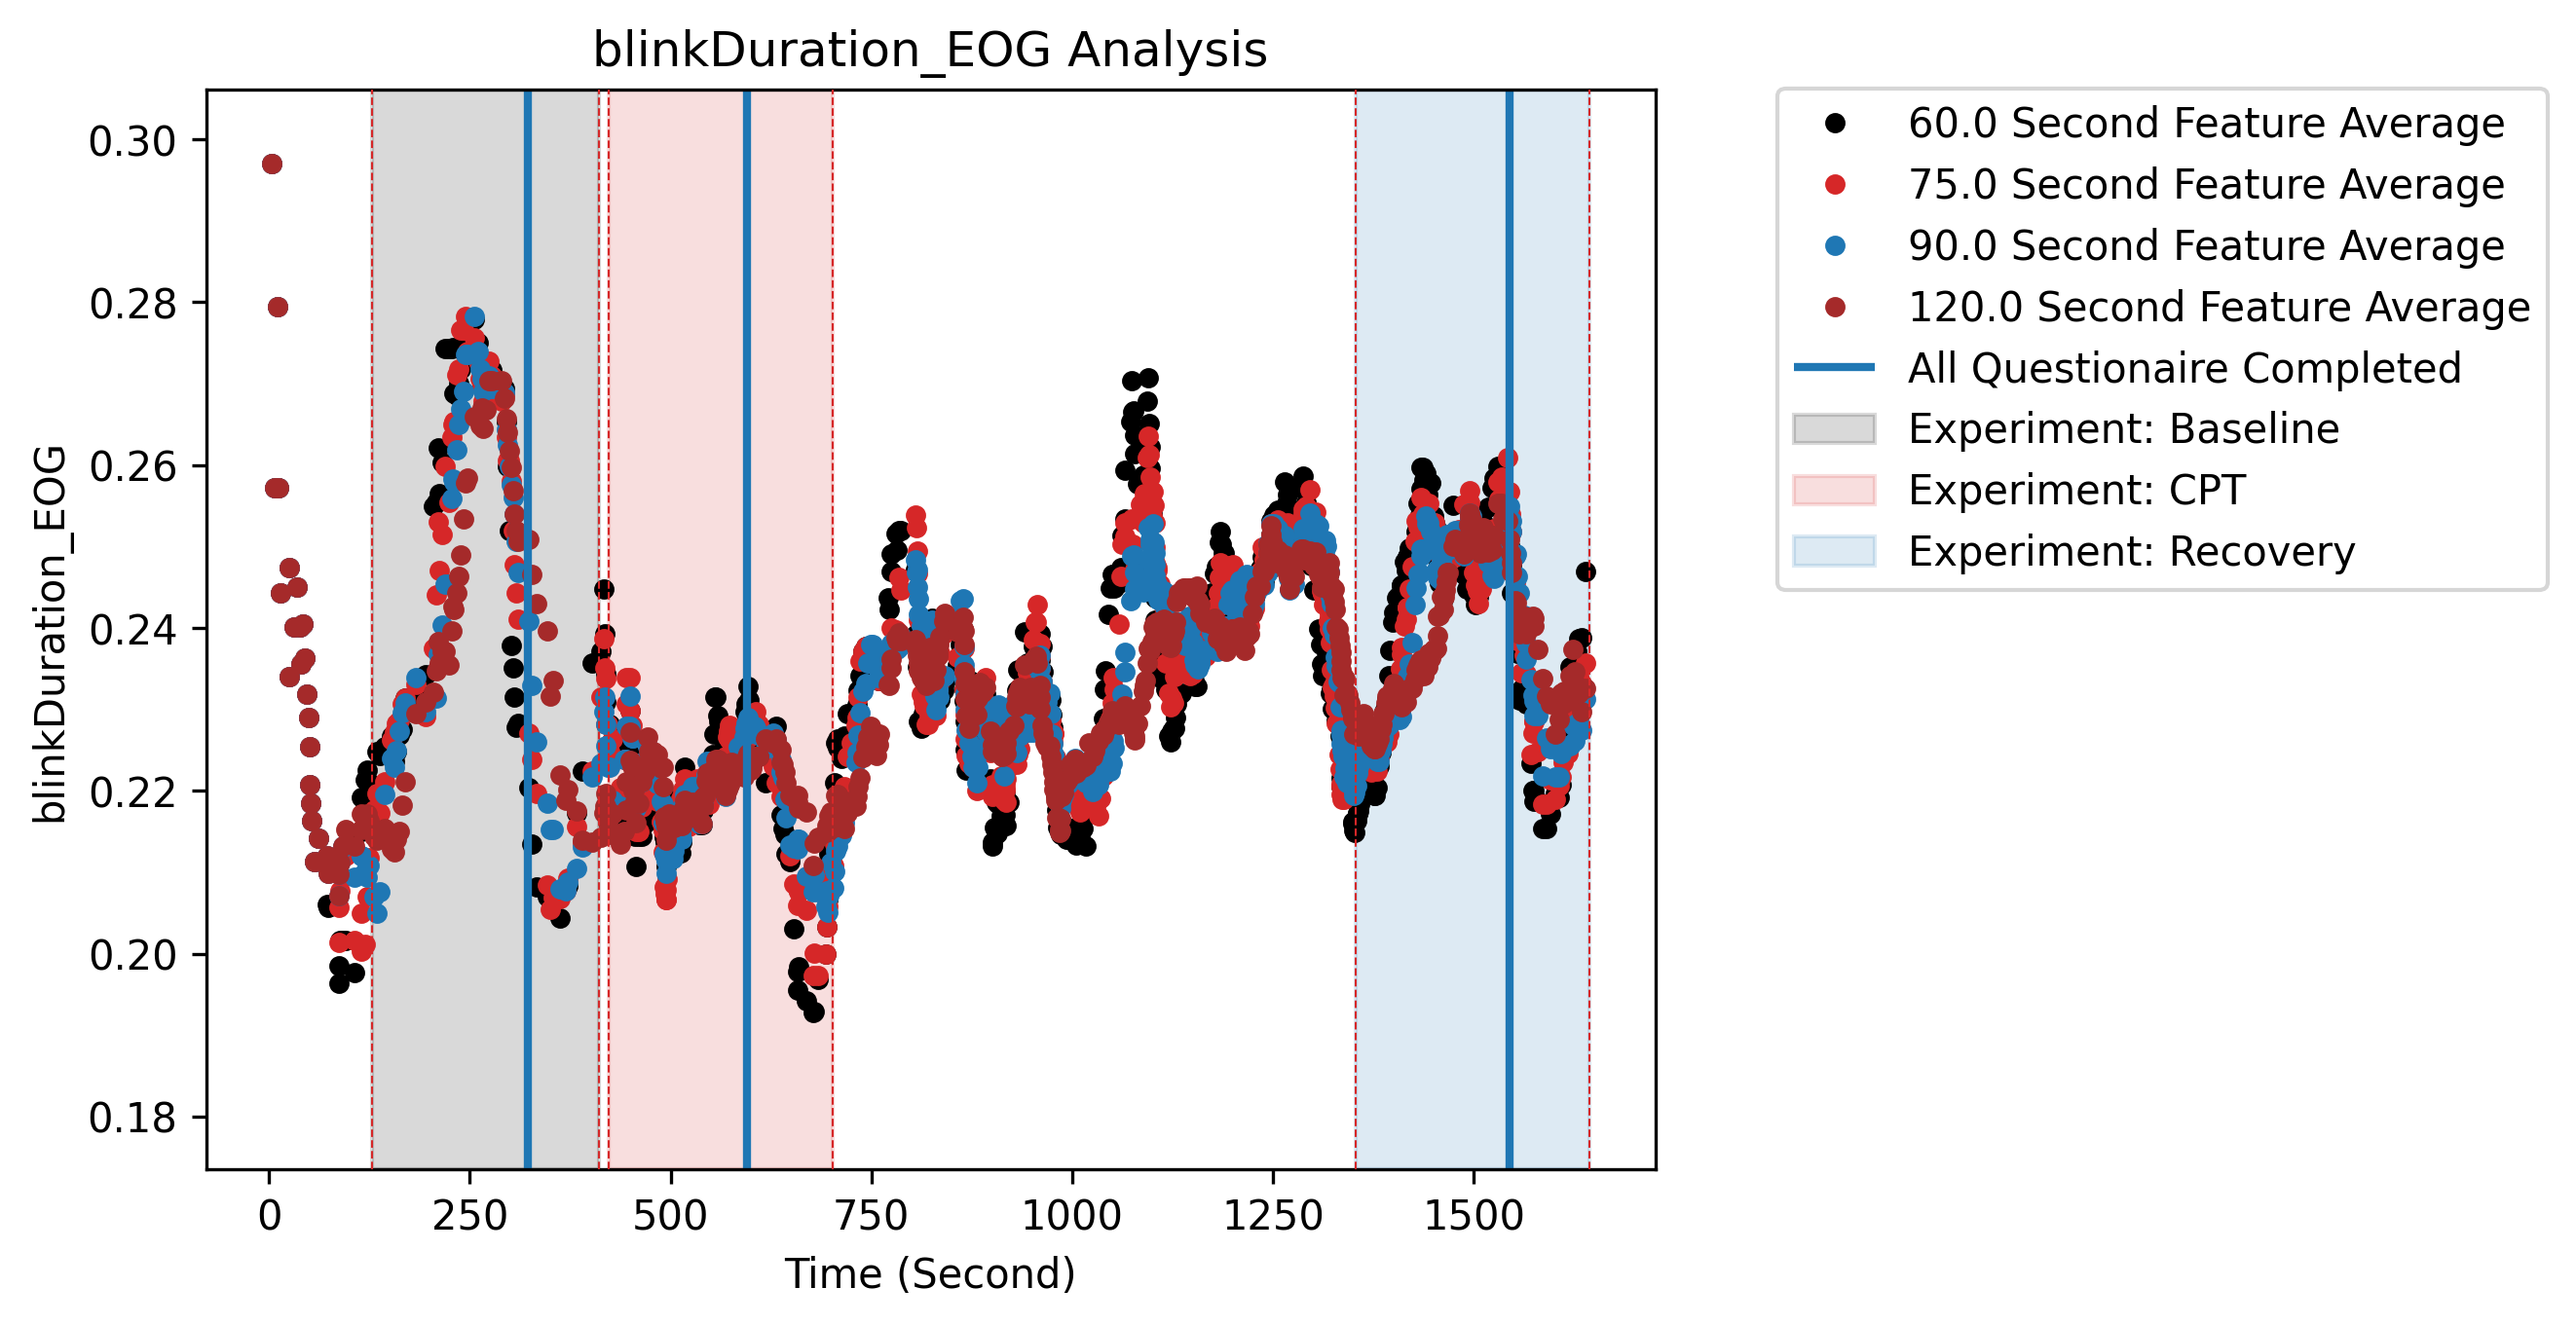 blinkDuration_EOG Analysis
0.30
0.28
0.26
0.24
0.22
0.20
0.18
blinkDuration_EOG
0 250 500 750 1000 1250 1500
Time (Second)
60.0 Second Feature Average
75.0 Second Feature Average
90.0 Second Feature Average
120.0 Second Feature Average
All Questionaire Completed
Experiment: Baseline
Experiment: CPT
Experiment: Recovery